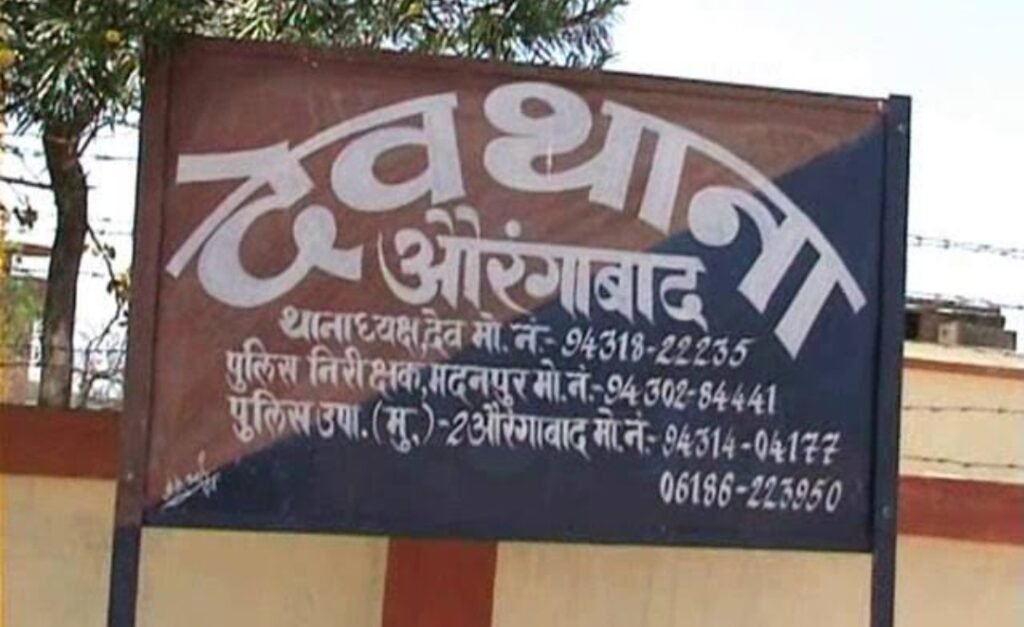 देव थाना
औरंगाबाद
थानाध्यक्ष,देव मो. नं.- 94318-22235
पुलिस निरीक्षक,मदनपुर मो.नं.- 94302-84441
पुलिस उपा.(मु.)-2 औरंगाबाद मो.नं.- 94314-04177
06186-223950